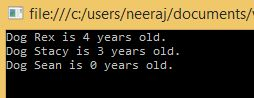 file:///c:/users/neeraj/documents/
Dog Rex is 4 years old.
Dog Stacy is 3 years old.
Dog Sean is 0 years old.